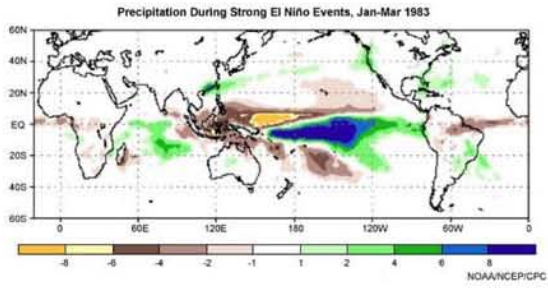 Precipitation During Strong El Niño Events, Jan-Mar 1983
60N
40N
20N
EQ
20S
40S
60S
0 60E 120E 180 120W 60W 0
-8 -6 -4 -2 -1 1 2 4 6 8
NOAA/NCEP/CPC